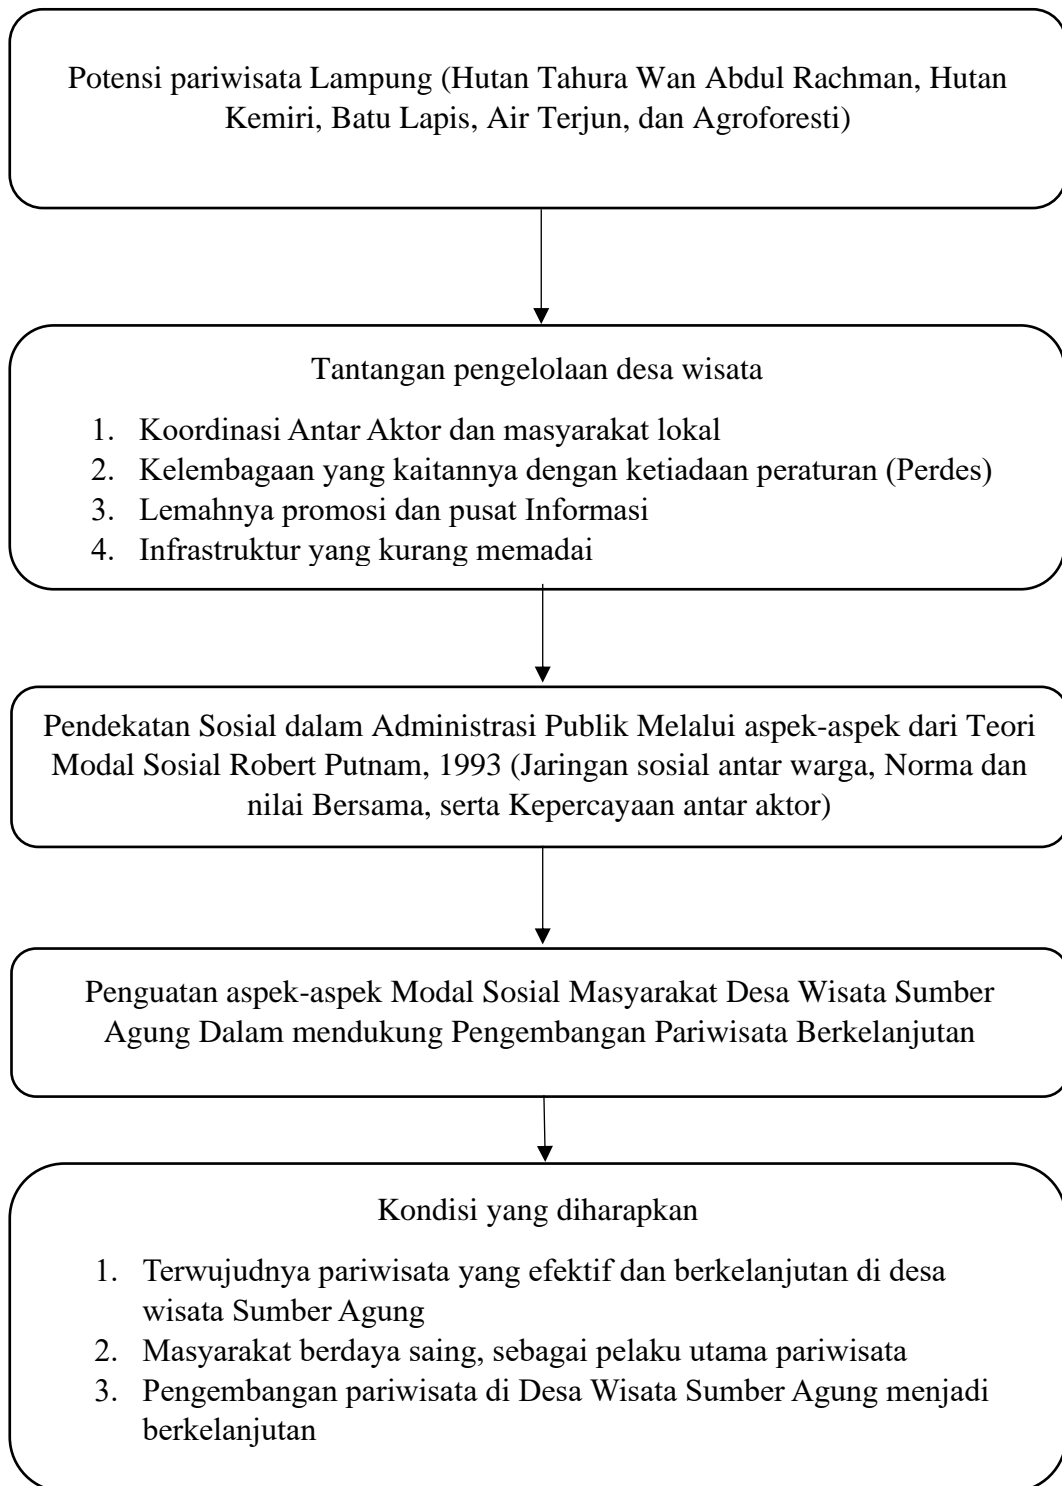 Potensi pariwisata Lampung (Hutan Tahura Wan Abdul Rachman, Hutan
Kemiri, Batu Lapis, Air Terjun, dan Agroforesti)
Tantangan pengelolaan desa wisata
1. Koordinasi Antar Aktor dan masyarakat lokal
2. Kelembagaan yang kaitannya dengan ketiadaan peraturan (Perdes)
3. Lemahnya promosi dan pusat Informasi
4. Infrastruktur yang kurang memadai
Pendekatan Sosial dalam Administrasi Publik Melalui aspek-aspek dari Teori
Modal Sosial Robert Putnam, 1993 (Jaringan sosial antar warga, Norma dan
nilai Bersama, serta Kepercayaan antar aktor)
Penguatan aspek-aspek Modal Sosial Masyarakat Desa Wisata Sumber
Agung Dalam mendukung Pengembangan Pariwisata Berkelanjutan
Kondisi yang diharapkan
1. Terwujudnya pariwisata yang efektif dan berkelanjutan di desa
wisata Sumber Agung
2. Masyarakat berdaya saing, sebagai pelaku utama pariwisata
3. Pengembangan pariwisata di Desa Wisata Sumber Agung menjadi
berkelanjutan